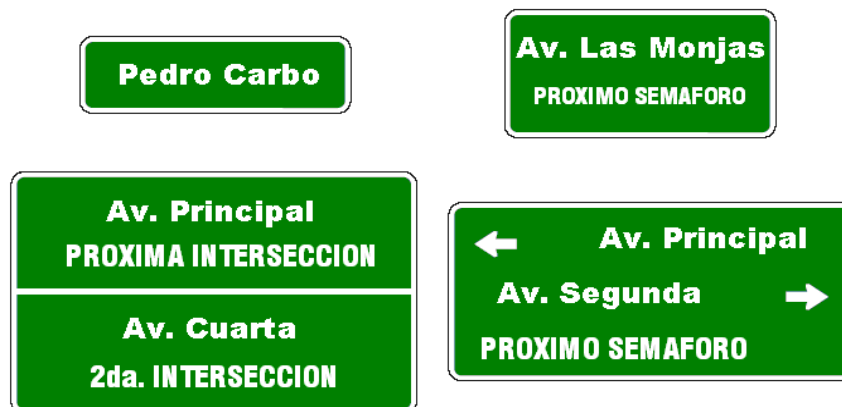 Pedro Carbo
Av. Las Monjas
PROXIMO SEMAFORO
Av. Principal
PROXIMA INTERSECCION
Av. Cuarta
2da. INTERSECCION
Av. Principal
Av. Segunda
PROXIMO SEMAFORO